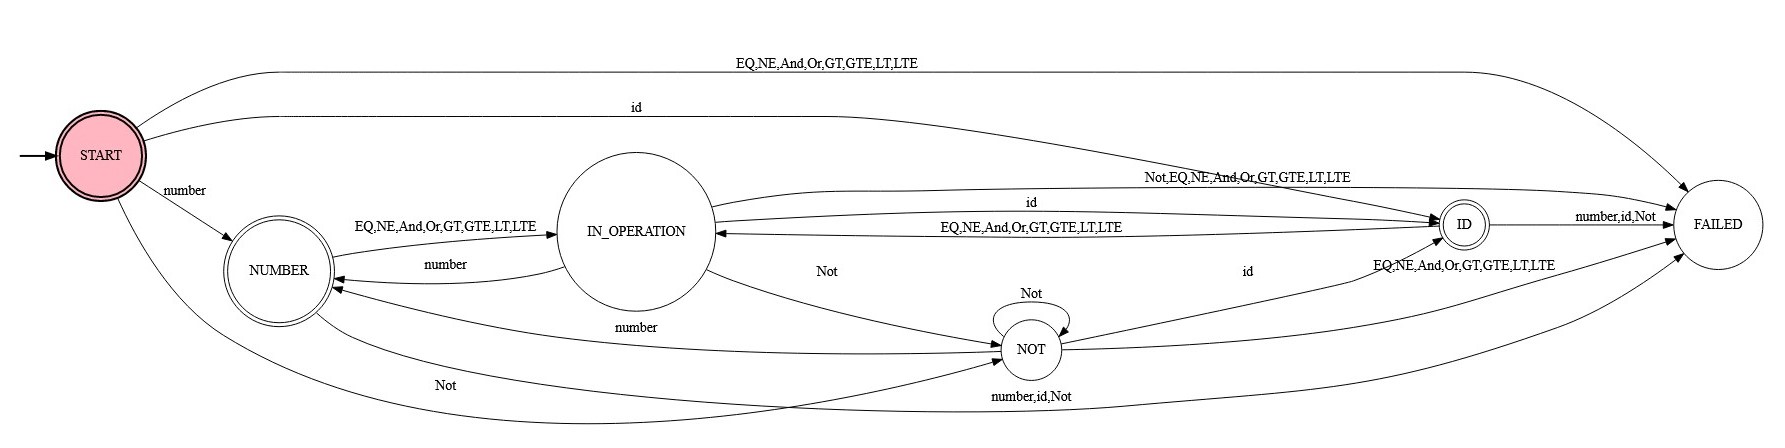 EQ,NE,And,Or,GT,GTE,LT,LTE
id
START
Not,EQ,NE,And,Or,GT,GTE,LT,LTE
number
id
number,id,Not
EQ,NE,And,Or,GT,GTE,LT,LTE
EQ,NE,And,Or,GT,GTE,LT,LTE
IN_OPERATION
ID
FAILED
number
EQ,NE,And,Or,GT,GTE,LT,LTE
NUMBER
Not
id
Not
number
NOT
Not
number,id,Not